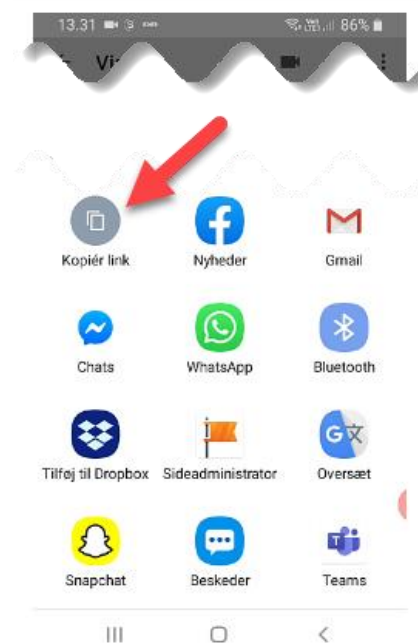 13.31
86%
Kopiér link
Nyheder
Gmail
Chats
WhatsApp
Bluetooth
Tilføj til Dropbox
Sideadministrator
Oversæt
Snapchat
Beskeder
Teams